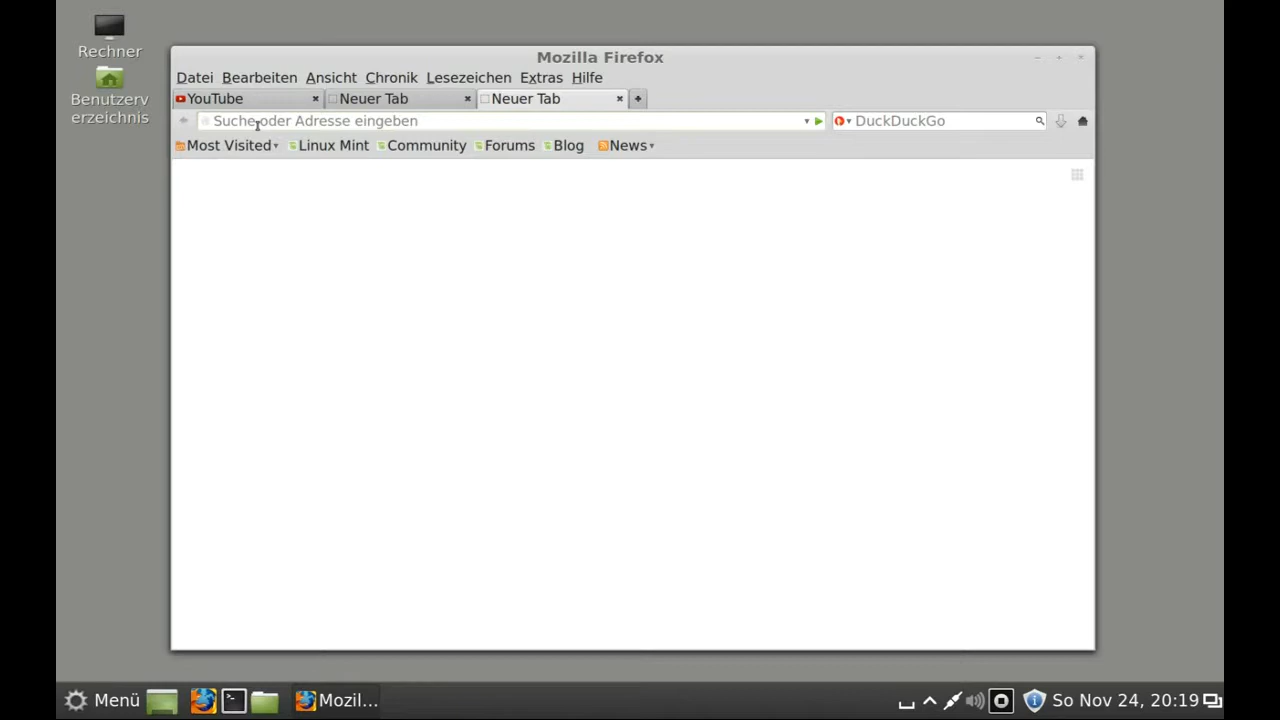 Rechner
Benutzerv
erzeichnis
Mozilla Firefox
Datei Bearbeiten Ansicht Chronik Lesezeichen Extras Hilfe
YouTube Neuer Tab Neuer Tab
Suche oder Adresse eingeben DuckDuckGo
Most Visited Linux Mint Community Forums Blog News
Menü Mozil... So Nov 24, 20:19